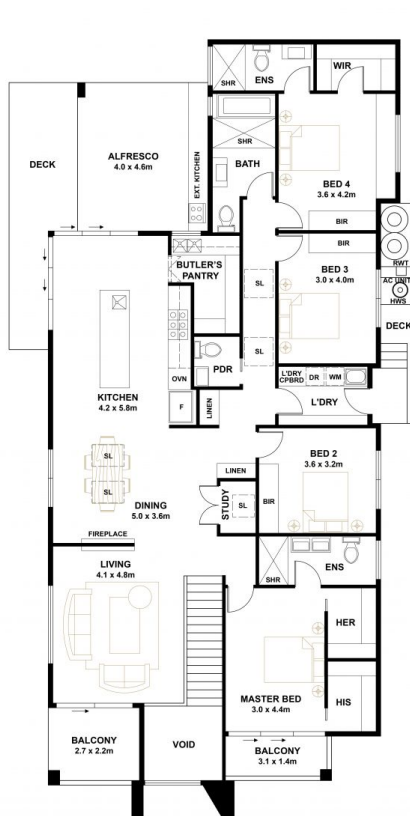 WIR
SHR
ENS
DECK
ALFRESCO
4.0 x 4.6m
EXT. KITCHEN
SHR
BATH
BED 4
3.6 x 4.2m
BIR
BIR
BUTLER'S
PANTRY
BED 3
3.0 x 4.0m
SL
RWT
AC UNIT
HWS
DECK
SL
PDR
OVN
L'DRY
CPBRD
DR
WM
KITCHEN
4.2 x 5.8m
F
LINEN
L'DRY
SL
BED 2
3.6 x 3.2m
LINEN
SL
STUDY
SL
BIR
DINING
5.0 x 3.6m
FIREPLACE
LIVING
4.1 x 4.8m
SHR
ENS
HER
MASTER BED
3.0 x 4.4m
HIS
BALCONY
2.7 x 2.2m
VOID
BALCONY
3.1 x 1.4m